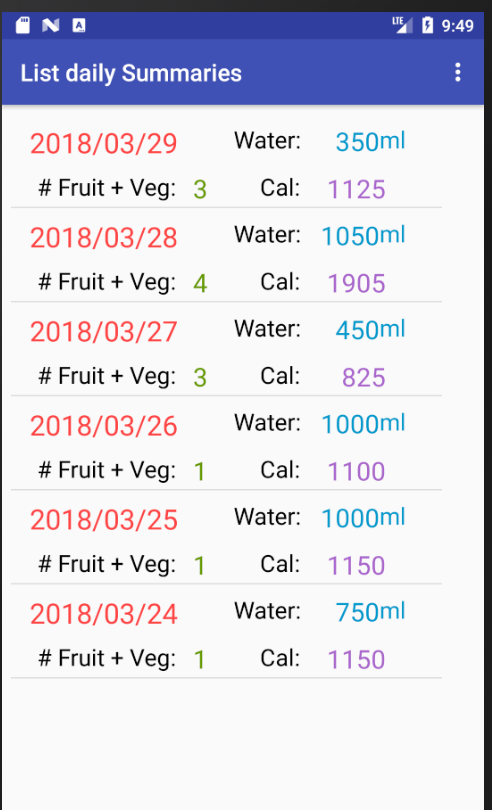 LTE 9:49
List daily Summaries
2018/03/29 Water: 350ml
# Fruit + Veg: 3 Cal: 1125
2018/03/28 Water: 1050ml
# Fruit + Veg: 4 Cal: 1905
2018/03/27 Water: 450ml
# Fruit + Veg: 3 Cal: 825
2018/03/26 Water: 1000ml
# Fruit + Veg: 1 Cal: 1100
2018/03/25 Water: 1000ml
# Fruit + Veg: 1 Cal: 1150
2018/03/24 Water: 750ml
# Fruit + Veg: 1 Cal: 1150